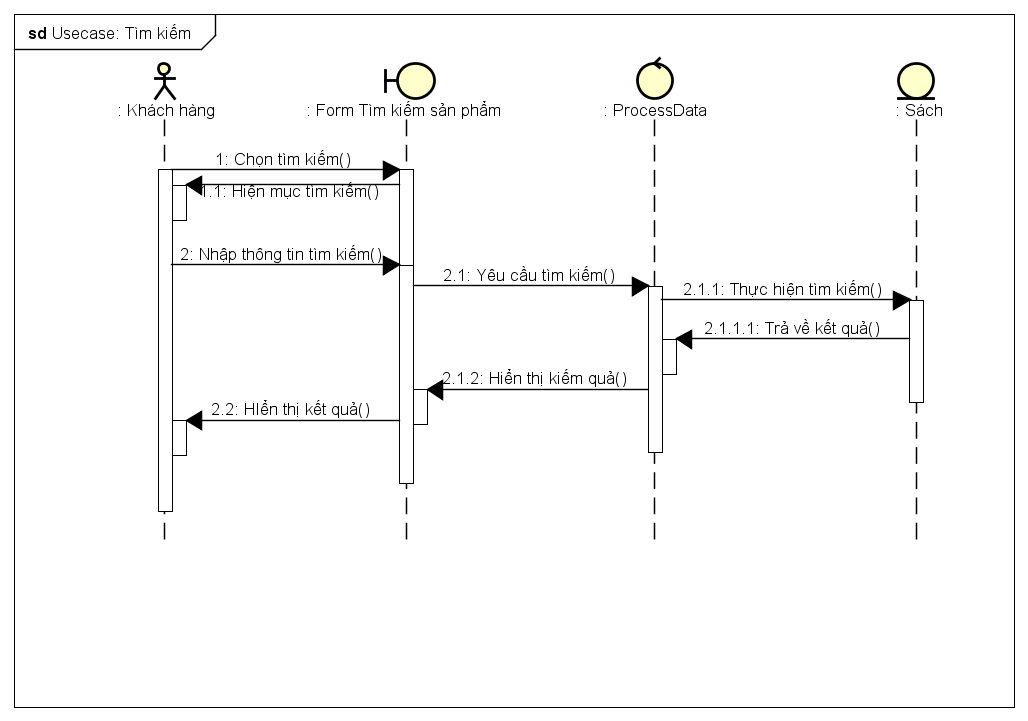 sd Usecase: Tìm kiếm
: Khách hàng
: Form Tìm kiếm sản phẩm
: ProcessData
: Sách
1: Chọn tìm kiếm()
1.1: Hiện mục tìm kiếm()
2: Nhập thông tin tìm kiếm()
2.1: Yêu cầu tìm kiếm()
2.1.1: Thực hiện tìm kiếm()
2.1.1.1: Trả về kết quả()
2.1.2: Hiển thị kiếm quả()
2.2: HIển thị kết quả()